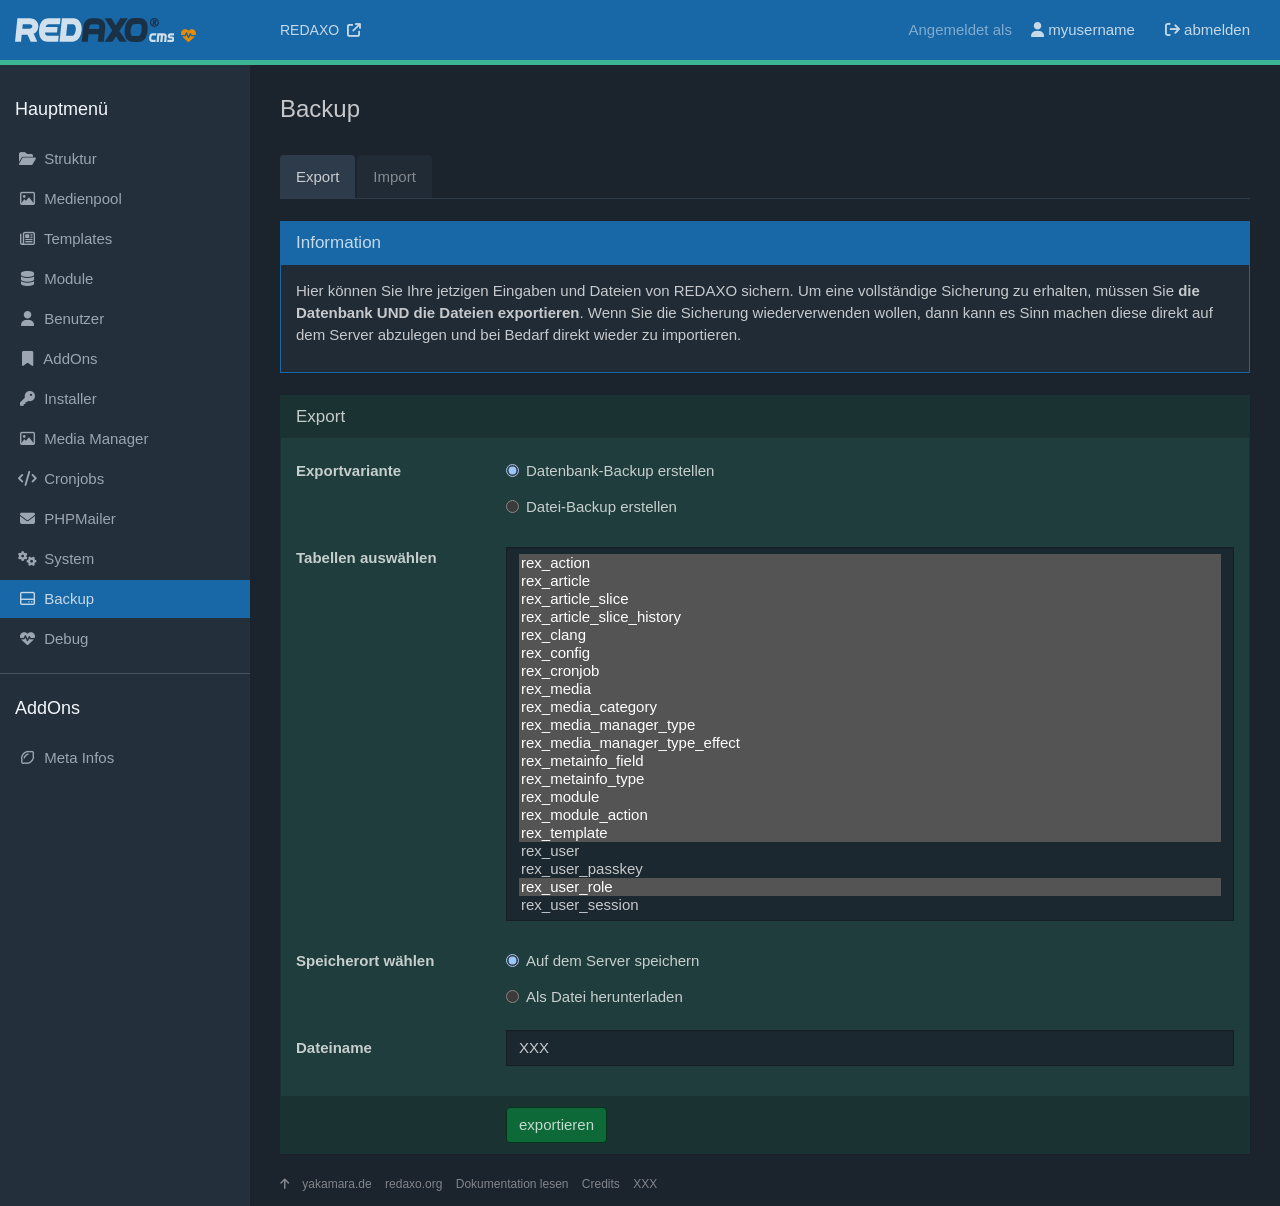 REDAXO® cms
REDAXO
Angemeldet als myusername abmelden
Hauptmenü
Struktur
Medienpool
Templates
Module
Benutzer
AddOns
Installer
Media Manager
Cronjobs
PHPMailer
System
Backup
Debug
AddOns
Meta Infos
Backup
Export Import
Information
Hier können Sie Ihre jetzigen Eingaben und Dateien von REDAXO sichern. Um eine vollständige Sicherung zu erhalten, müssen Sie die
Datenbank UND die Dateien exportieren. Wenn Sie die Sicherung wiederverwenden wollen, dann kann es Sinn machen diese direkt auf
dem Server abzulegen und bei Bedarf direkt wieder zu importieren.
Export
Exportvariante
Datenbank-Backup erstellen
Datei-Backup erstellen
Tabellen auswählen
rex_action
rex_article
rex_article_slice
rex_article_slice_history
rex_clang
rex_config
rex_cronjob
rex_media
rex_media_category
rex_media_manager_type
rex_media_manager_type_effect
rex_metainfo_field
rex_metainfo_type
rex_module
rex_module_action
rex_template
rex_user
rex_user_passkey
rex_user_role
rex_user_session
Speicherort wählen
Auf dem Server speichern
Als Datei herunterladen
Dateiname
XXX
exportieren
yakamara.de redaxo.org Dokumentation lesen Credits XXX